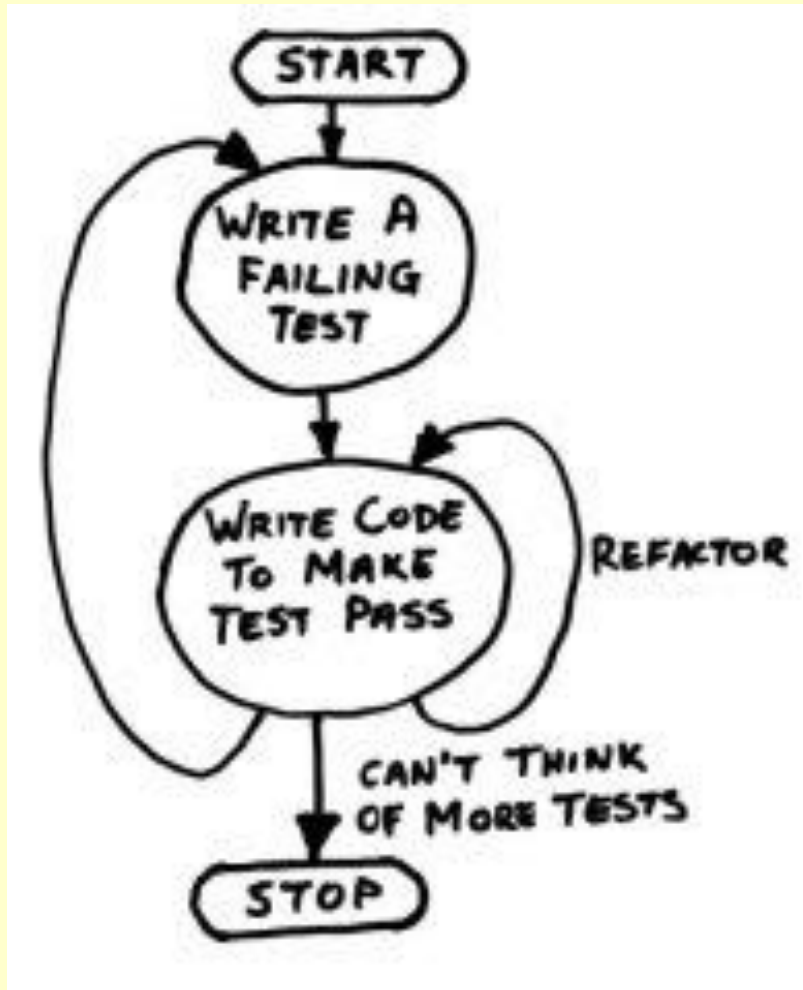 START
WRITE A
FAILING
TEST
WRITE CODE
TO MAKE
TEST PASS
REFACTOR
CAN'T THINK
OF MORE TESTS
STOP